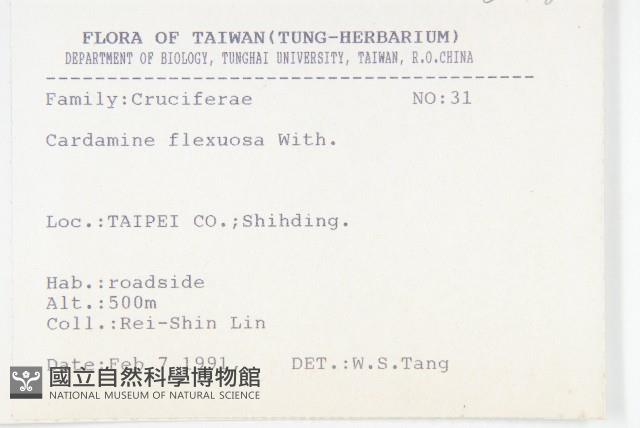 FLORA OF TAIWAN(TUNG-HERBARIUM)
DEPARTMENT OF BIOLOGY, TUNGHAI UNIVERSITY, TAIWAN, R.O.CHINA
Family:Cruciferae NO:31
Cardamine flexuosa With.
Loc.:TAIPEI CO.;Shihding.
Hab.:roadside
Alt.:500m
Coll.:Rei-Shin Lin
Date:Feb 7,1991 DET.:W.S.Tang
國立自然科學博物館
NATIONAL MUSEUM OF NATURAL SCIENCE